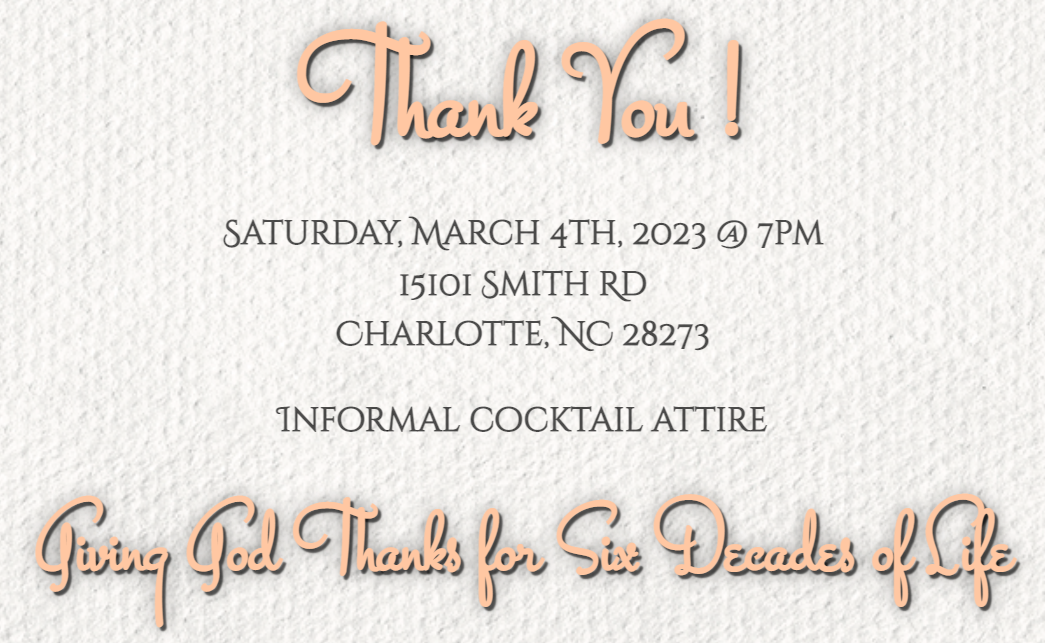 Thank You !
Saturday, March 4th, 2023 @ 7pm
15101 Smith Rd
Charlotte, NC 28273
Informal cocktail attire
Giving God Thanks for Six Decades of Life